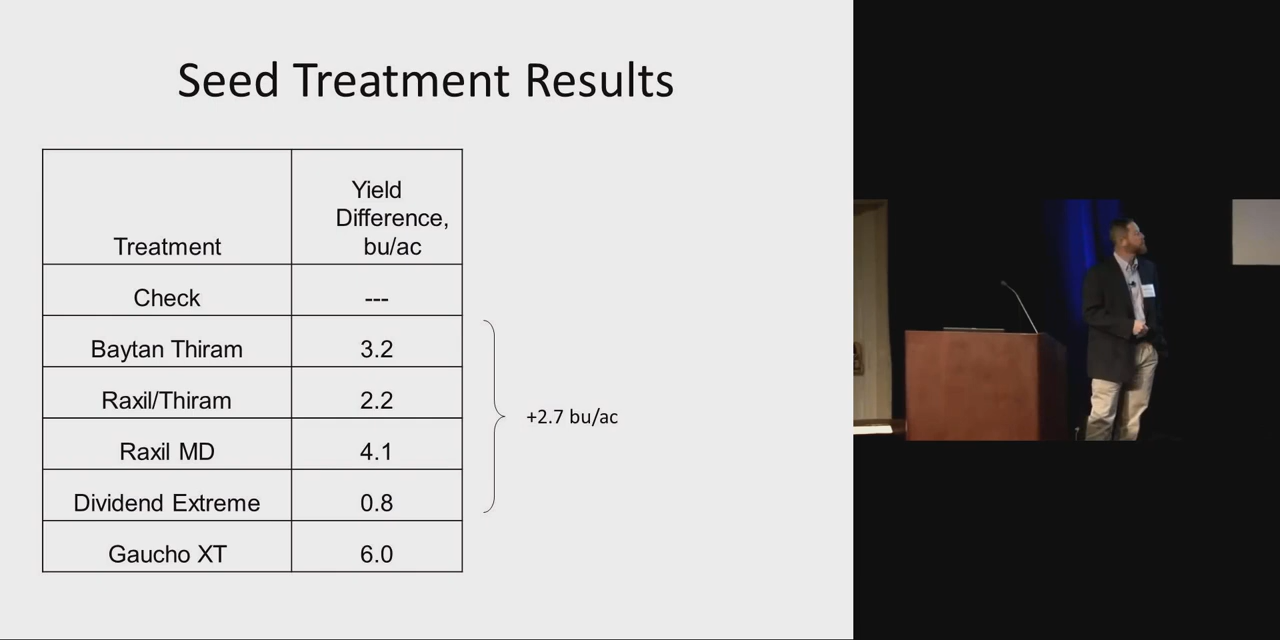 Seed Treatment Results
Yield
Difference,
Treatment bu/ac
Check ---
Baytan Thiram 3.2
Raxil/Thiram 2.2
Raxil MD 4.1
Dividend Extreme 0.8
Gaucho XT 6.0
+2.7 bu/ac